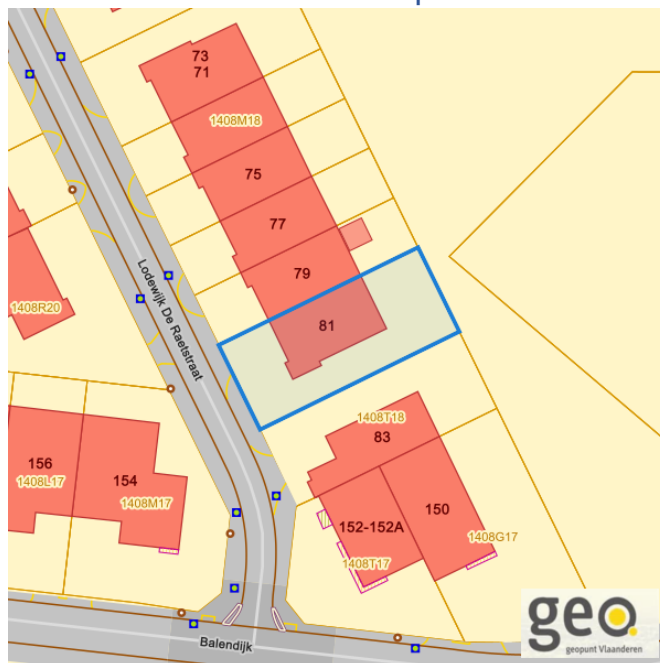 73
71
1408M18
75
77
79
81
Lodewijk De Raetstraat
1408R20
1408T18
83
156
1408L17
154
1408M17
152-152A
150
1408G17
1408T17
Balendijk
geo
geopunt Vlaanderen